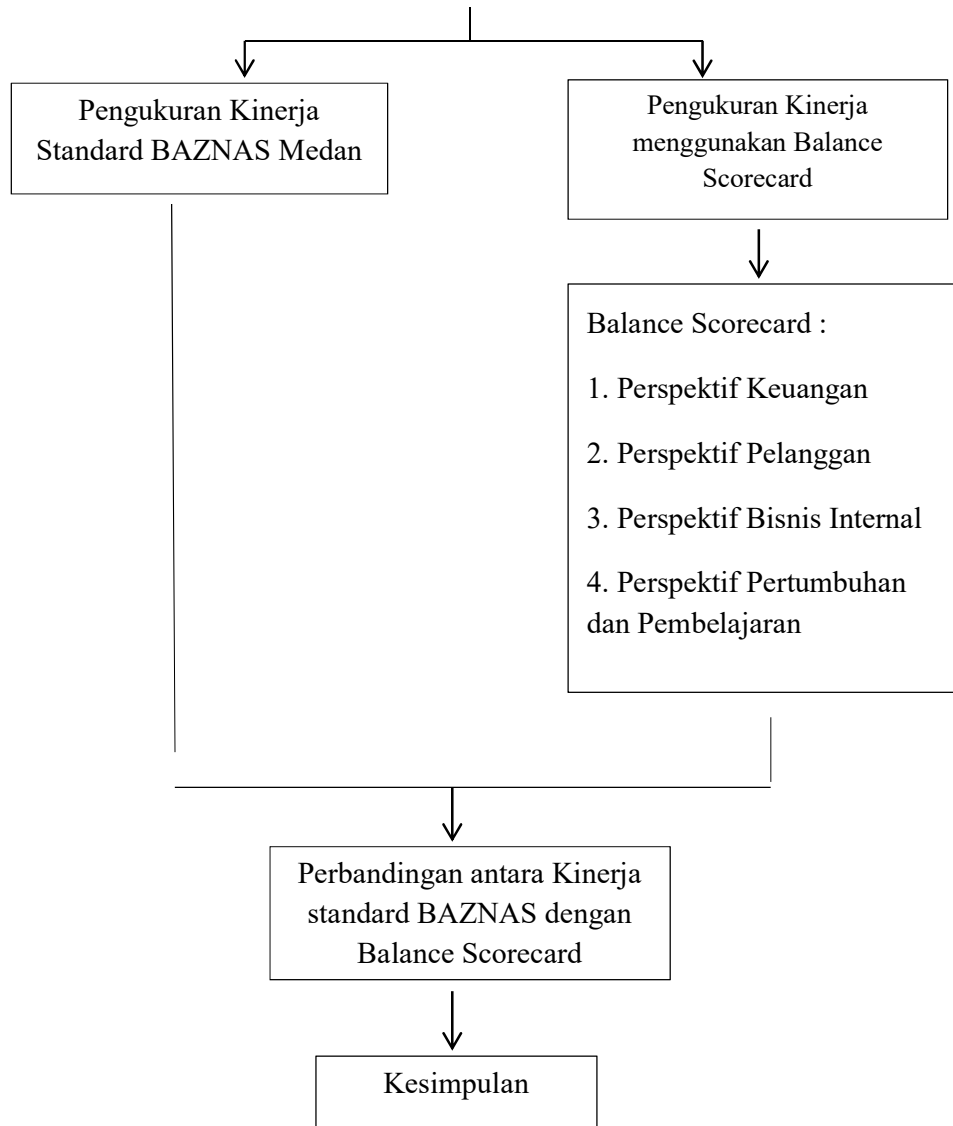 Pengukuran Kinerja
Standard BAZNAS Medan
Pengukuran Kinerja
menggunakan Balance
Scorecard
Balance Scorecard :
1. Perspektif Keuangan
2. Perspektif Pelanggan
3. Perspektif Bisnis Internal
4. Perspektif Pertumbuhan
dan Pembelajaran
Perbandingan antara Kinerja
standard BAZNAS dengan
Balance Scorecard
Kesimpulan